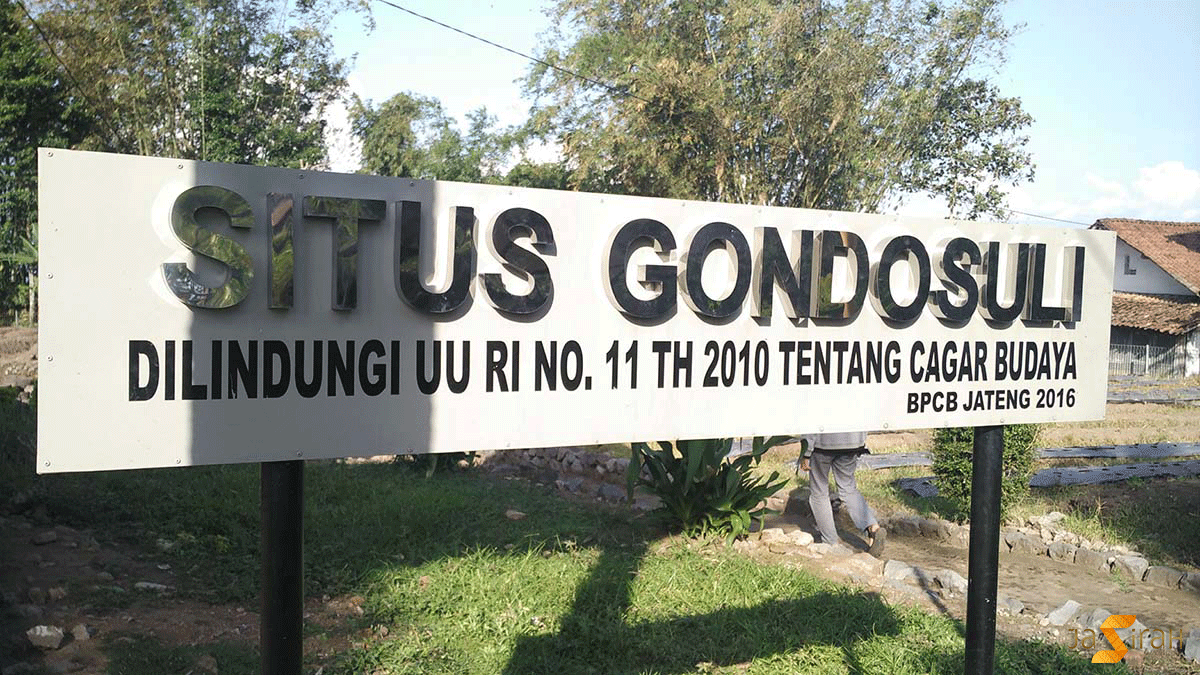 SITUS GONDOSULI
DILINDUNGI UU RI NO. 11 TH 2010 TENTANG CAGAR BUDAYA
BPCB JATENG 2016